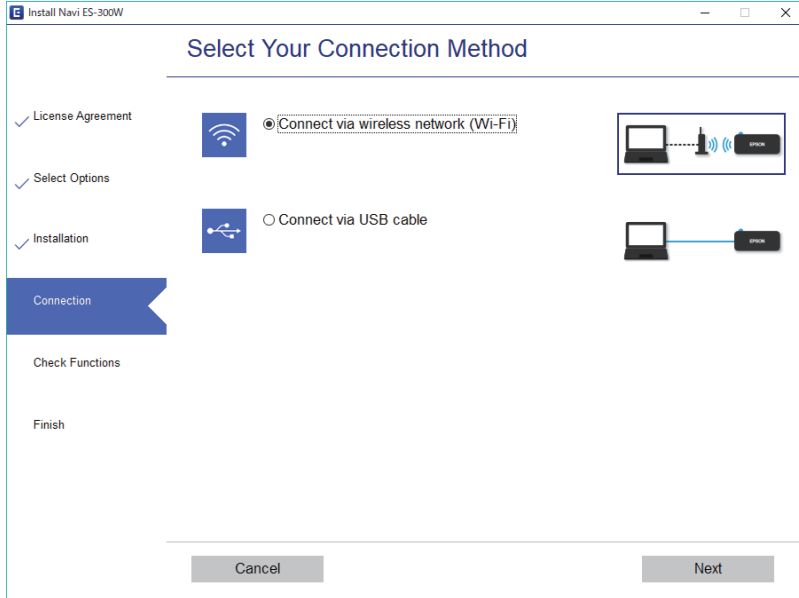 Install Navi ES-300W
Select Your Connection Method
License Agreement
Select Options
Installation
Connection
Check Functions
Finish
Connect via wireless network (Wi-Fi)
EPSON
Connect via USB cable
EPSON
Cancel
Next